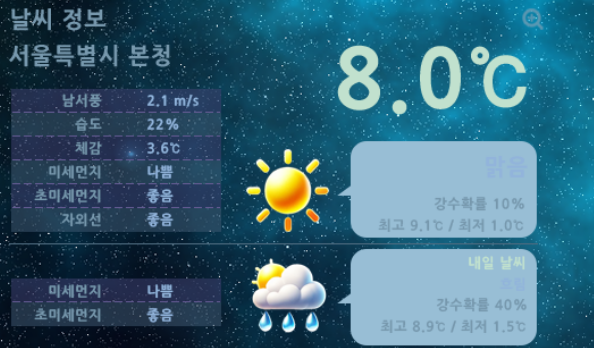 날씨 정보
서울특별시 본청
8.0℃
남서풍 2.1 m/s
습도 22%
체감 3.6℃
미세먼지 나쁨
초미세먼지 좋음
자외선 좋음
맑음
강수확률 10%
최고 9.1℃ / 최저 1.0℃
미세먼지 나쁨
초미세먼지 좋음
내일 날씨
강수확률 40%
최고 8.9℃ / 최저 1.5℃